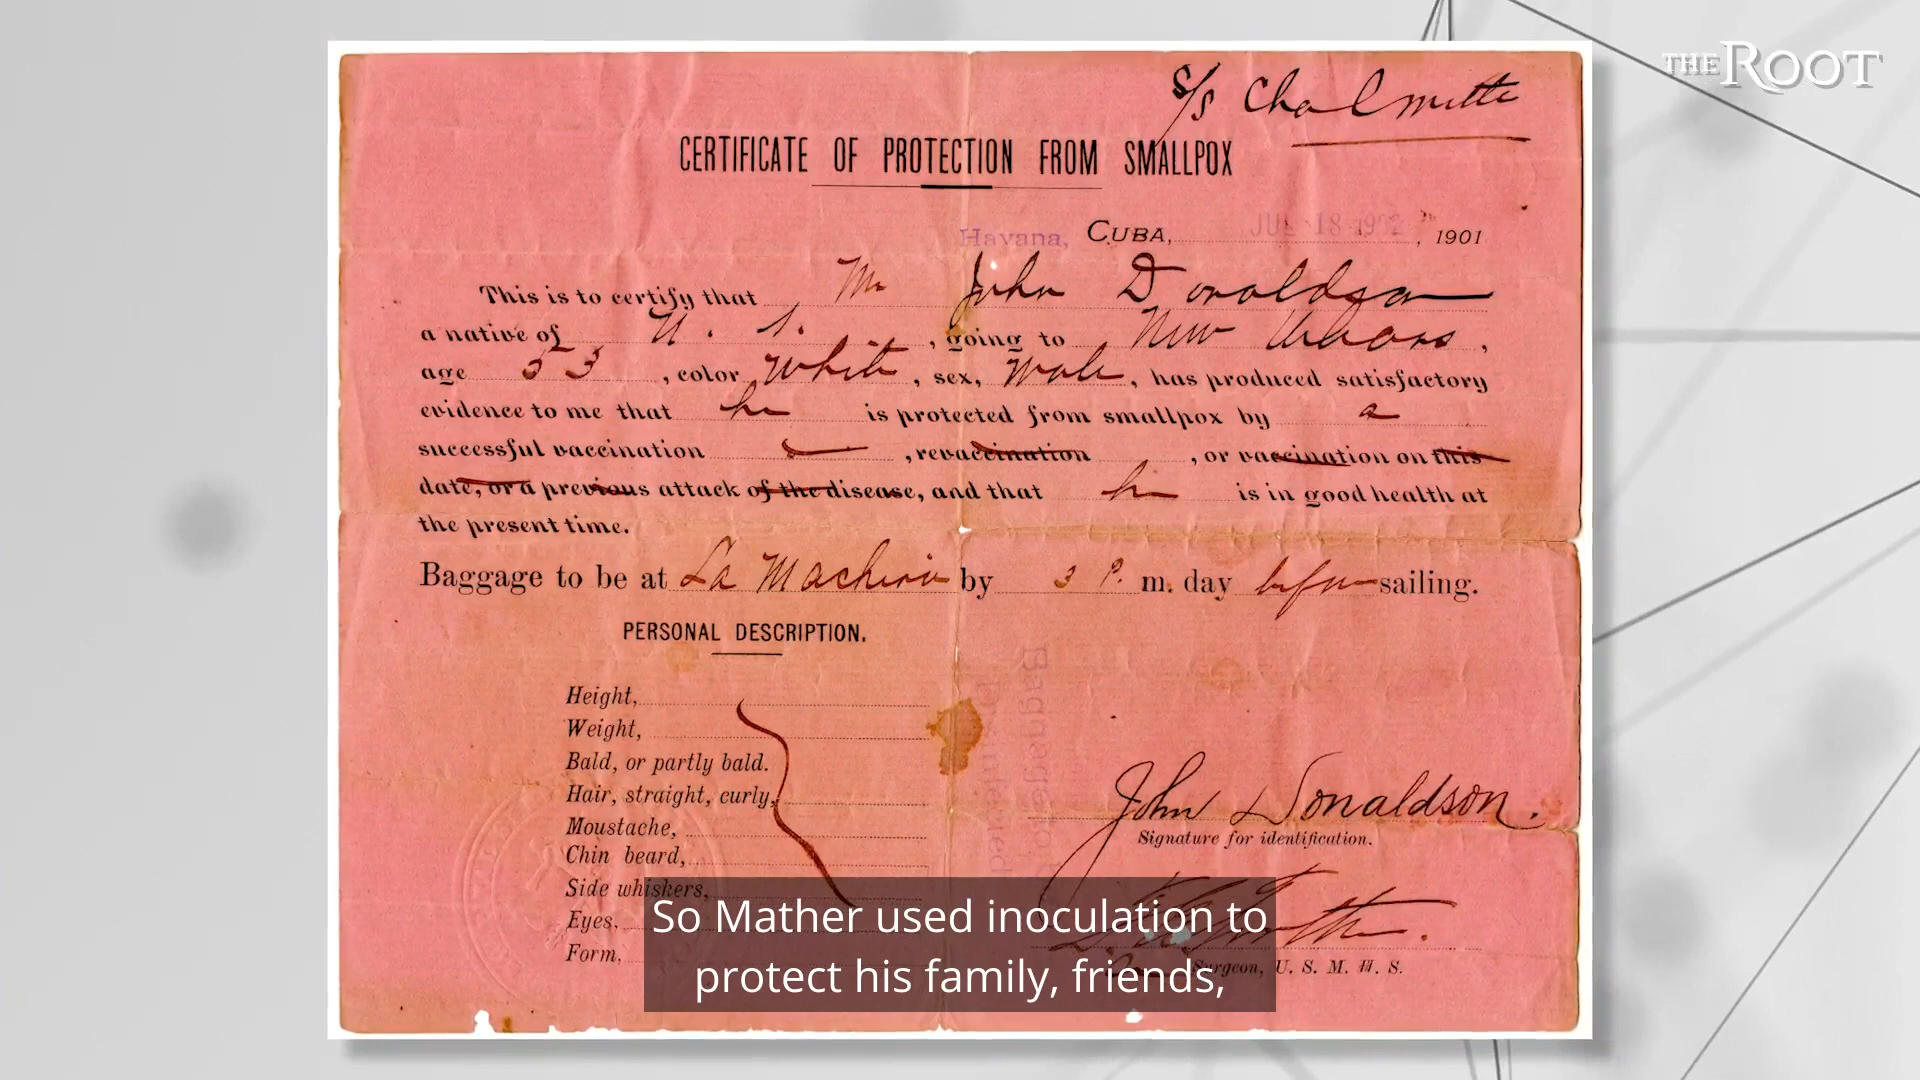 THE ROOT
S/S Chalmette
CERTIFICATE OF PROTECTION FROM SMALLPOX
Havana, CUBA, JUL 18 1902, 1901
This is to certify that Mr John Donaldson
a native of U. S., going to New Orleans,
age 53, color White, sex, Male, has produced satisfactory
evidence to me that he is protected from smallpox by a
successful vaccination, revaccination, or vaccination on this
date, or a previous attack of the disease, and that he is in good health at
the present time.
Baggage to be at La Machina by 3 P. m. day before sailing.
PERSONAL DESCRIPTION.
Height,
Weight,
Bald, or partly bald.
Hair, straight, curly,
Moustache,
Chin beard,
Side whiskers,
Eyes,
Form,
Baggage
John Donaldson.
Signature for identification.
Surgeon, U. S. M. H. S.
So Mather used inoculation to
protect his family, friends,